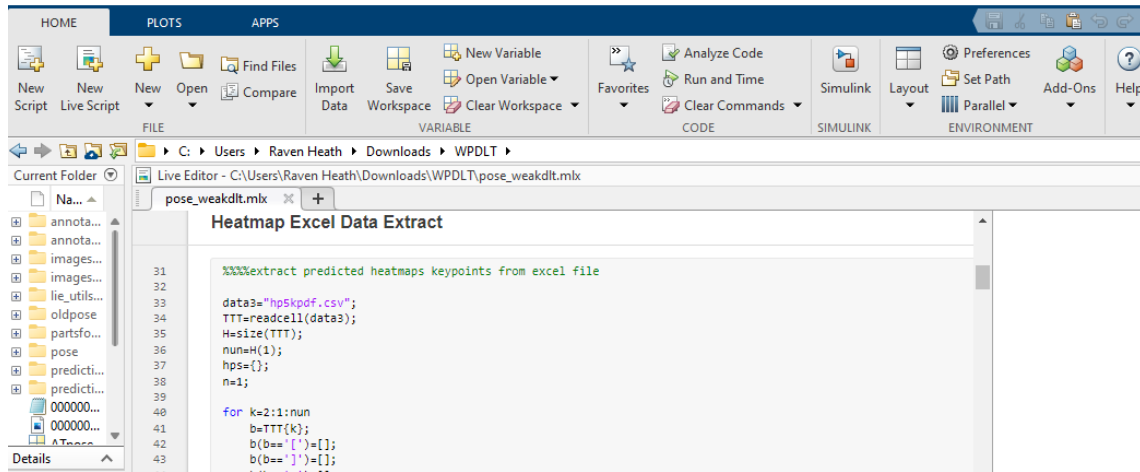 HOME PLOTS APPS
New Script
New Live Script
New
Open
Find Files
Compare
FILE
Import Data
Save Workspace
New Variable
Open Variable
Clear Workspace
VARIABLE
Favorites
Analyze Code
Run and Time
Clear Commands
CODE
Simulink
SIMULINK
Layout
Preferences
Set Path
Parallel
ENVIRONMENT
Add-Ons
Help
C: Users Raven Heath Downloads WPDLT
Current Folder
Live Editor - C:\Users\Raven Heath\Downloads\WPDLT\pose_weakdlt.mlx
Na...
pose_weakdlt.mlx
annota...
annota...
images...
images...
lie_utils...
oldpose
partsfo...
pose
predicti...
predicti...
000000...
000000...
Details
Heatmap Excel Data Extract
31 %%%%extract predicted heatmaps keypoints from excel file
32
33 data3="hp5kpdf.csv";
34 TTT=readcell(data3);
35 H=size(TTT);
36 nun=H(1);
37 hps={};
38 n=1;
39
40 for k=2:1:nun
41 b=TTT{k};
42 b(b=='[')=[];
43 b(b==']')=[];